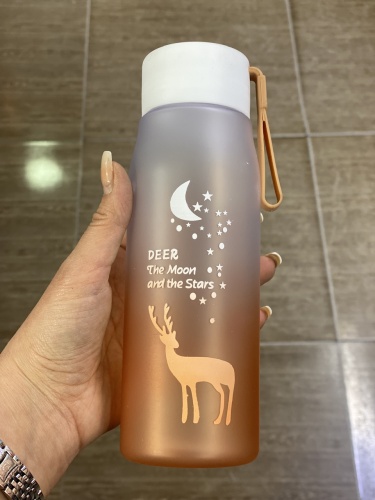 DEER
The Moon
and the Stars